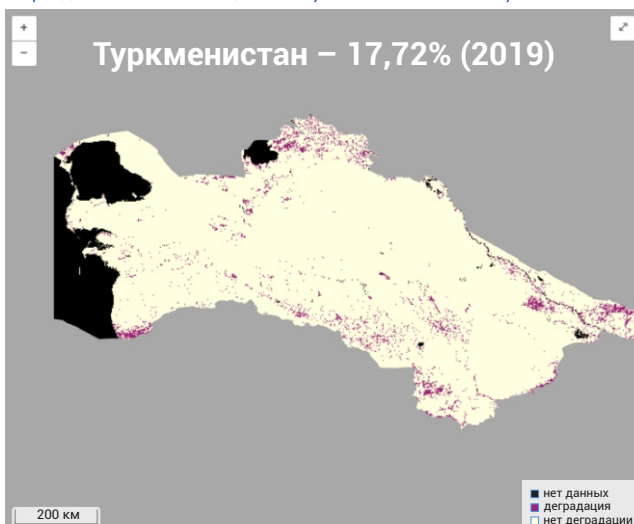 +
−
Туркменистан – 17,72% (2019)
200 км
нет данных
деградация
нет деградации